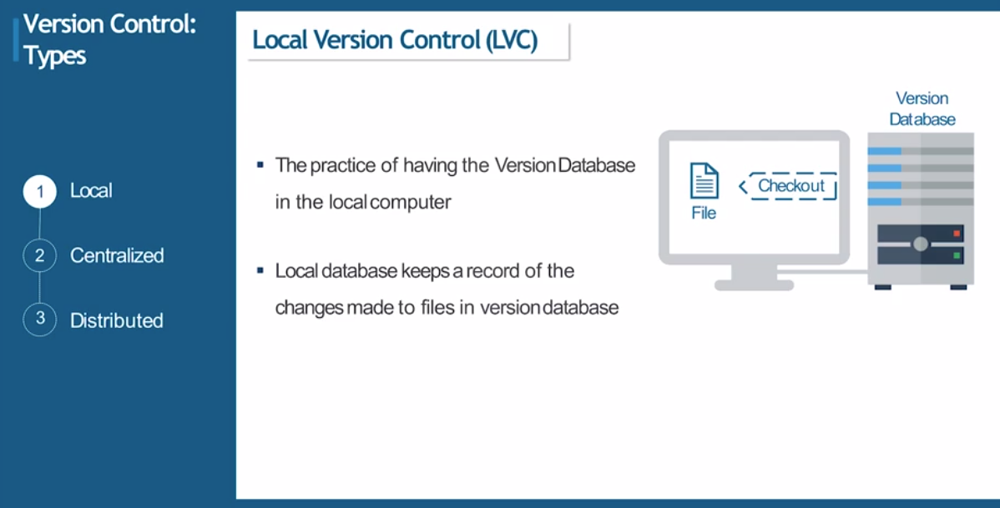 Version Control:
Types
1 Local
2 Centralized
3 Distributed
Local Version Control (LVC)
▪ The practice of having the Version Database
in the local computer
▪ Local database keeps a record of the
changes made to files in version database
Version
Database
Checkout
File